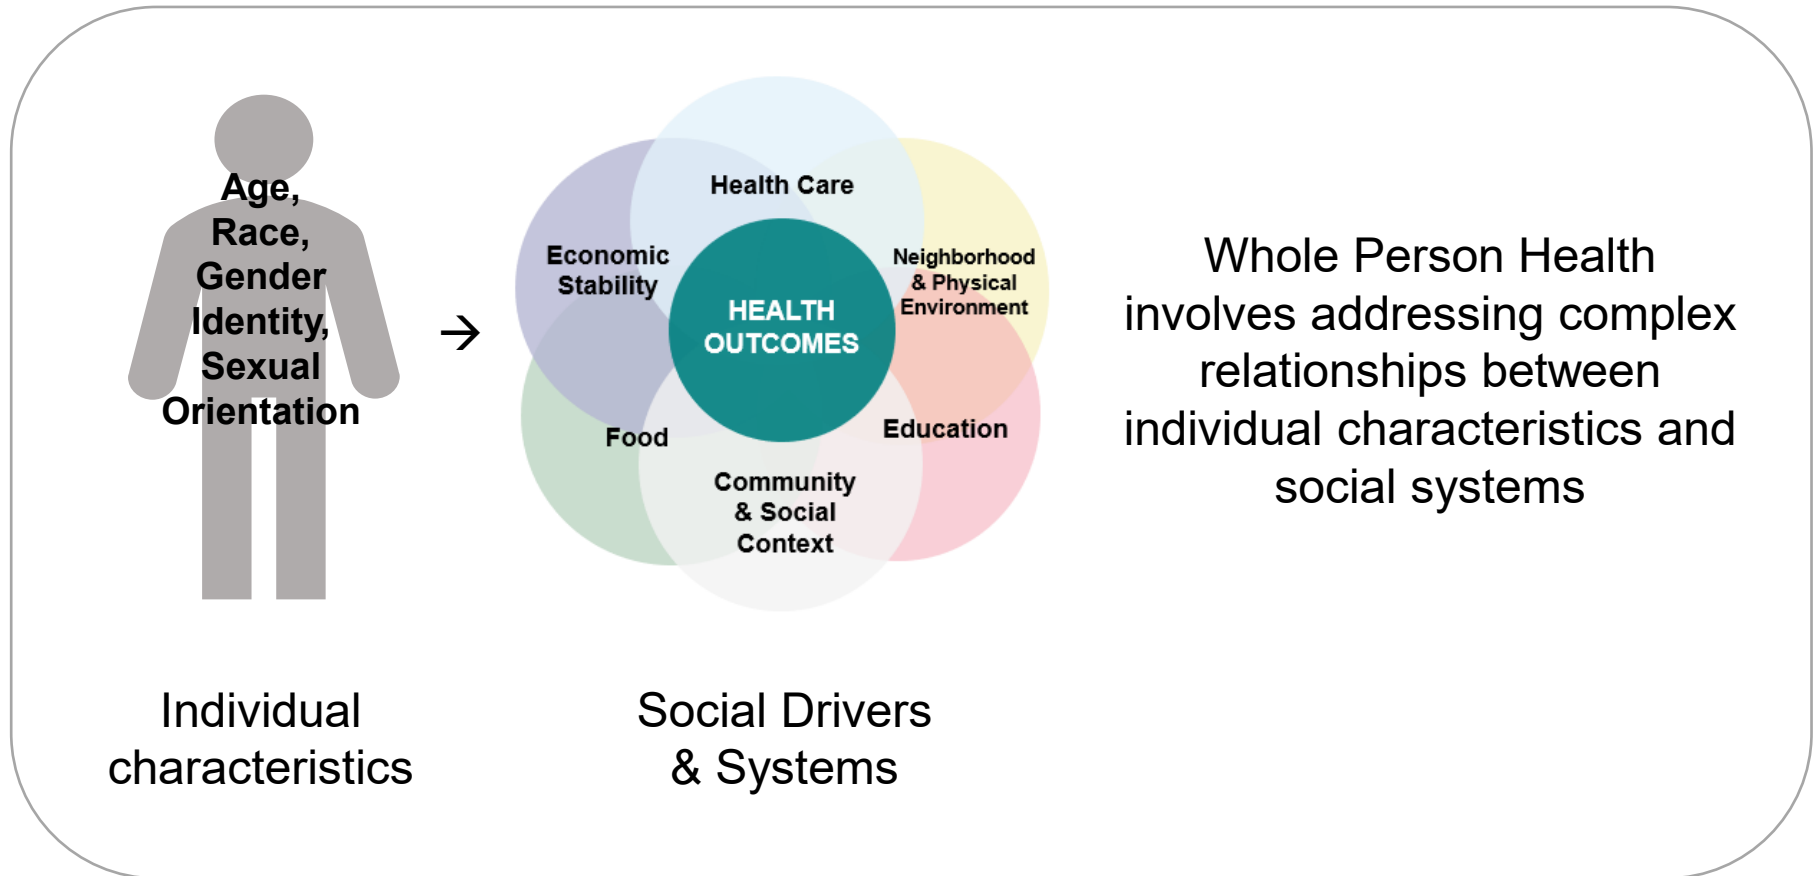 Age,
Race,
Gender
Identity,
Sexual
Orientation
→
Health Care
Economic
Stability
Neighborhood
& Physical
Environment
HEALTH
OUTCOMES
Food
Education
Community
& Social
Context
Whole Person Health
involves addressing complex
relationships between
individual characteristics and
social systems
Individual
characteristics
Social Drivers
& Systems